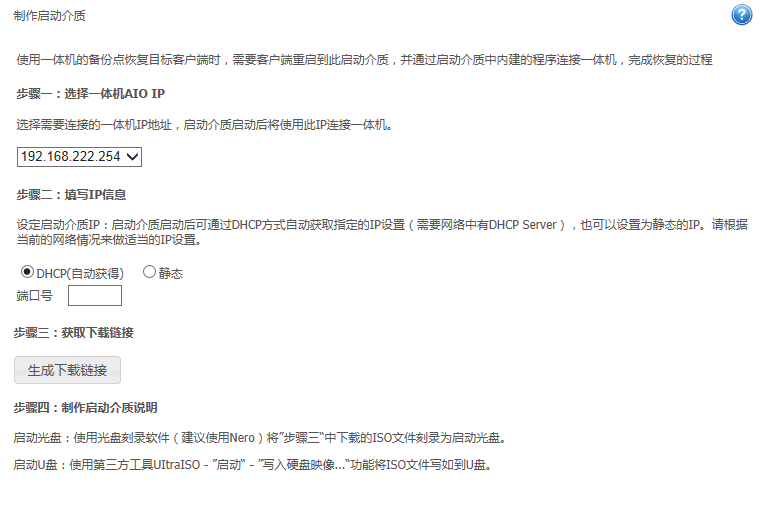 制作启动介质
?
使用一体机的备份点恢复目标客户端时，需要客户端重启到此启动介质，并通过启动介质中内建的程序连接一体机，完成恢复的过程
步骤一：选择一体机AIO IP
选择需要连接的一体机IP地址，启动介质启动后将使用此IP连接一体机。
192.168.222.254
步骤二：填写IP信息
设定启动介质IP：启动介质启动后可通过DHCP方式自动获取指定的IP设置（需要网络中有DHCP Server），也可以设置为静态的IP。请根据
当前的网络情况来做适当的IP设置。
DHCP(自动获得) 静态
端口号
步骤三：获取下载链接
生成下载链接
步骤四：制作启动介质说明
启动光盘：使用光盘刻录软件（建议使用Nero）将”步骤三“中下载的ISO文件刻录为启动光盘。
启动U盘：使用第三方工具UItraISO - ”启动“ - ”写入硬盘映像...“功能将ISO文件写如到U盘。